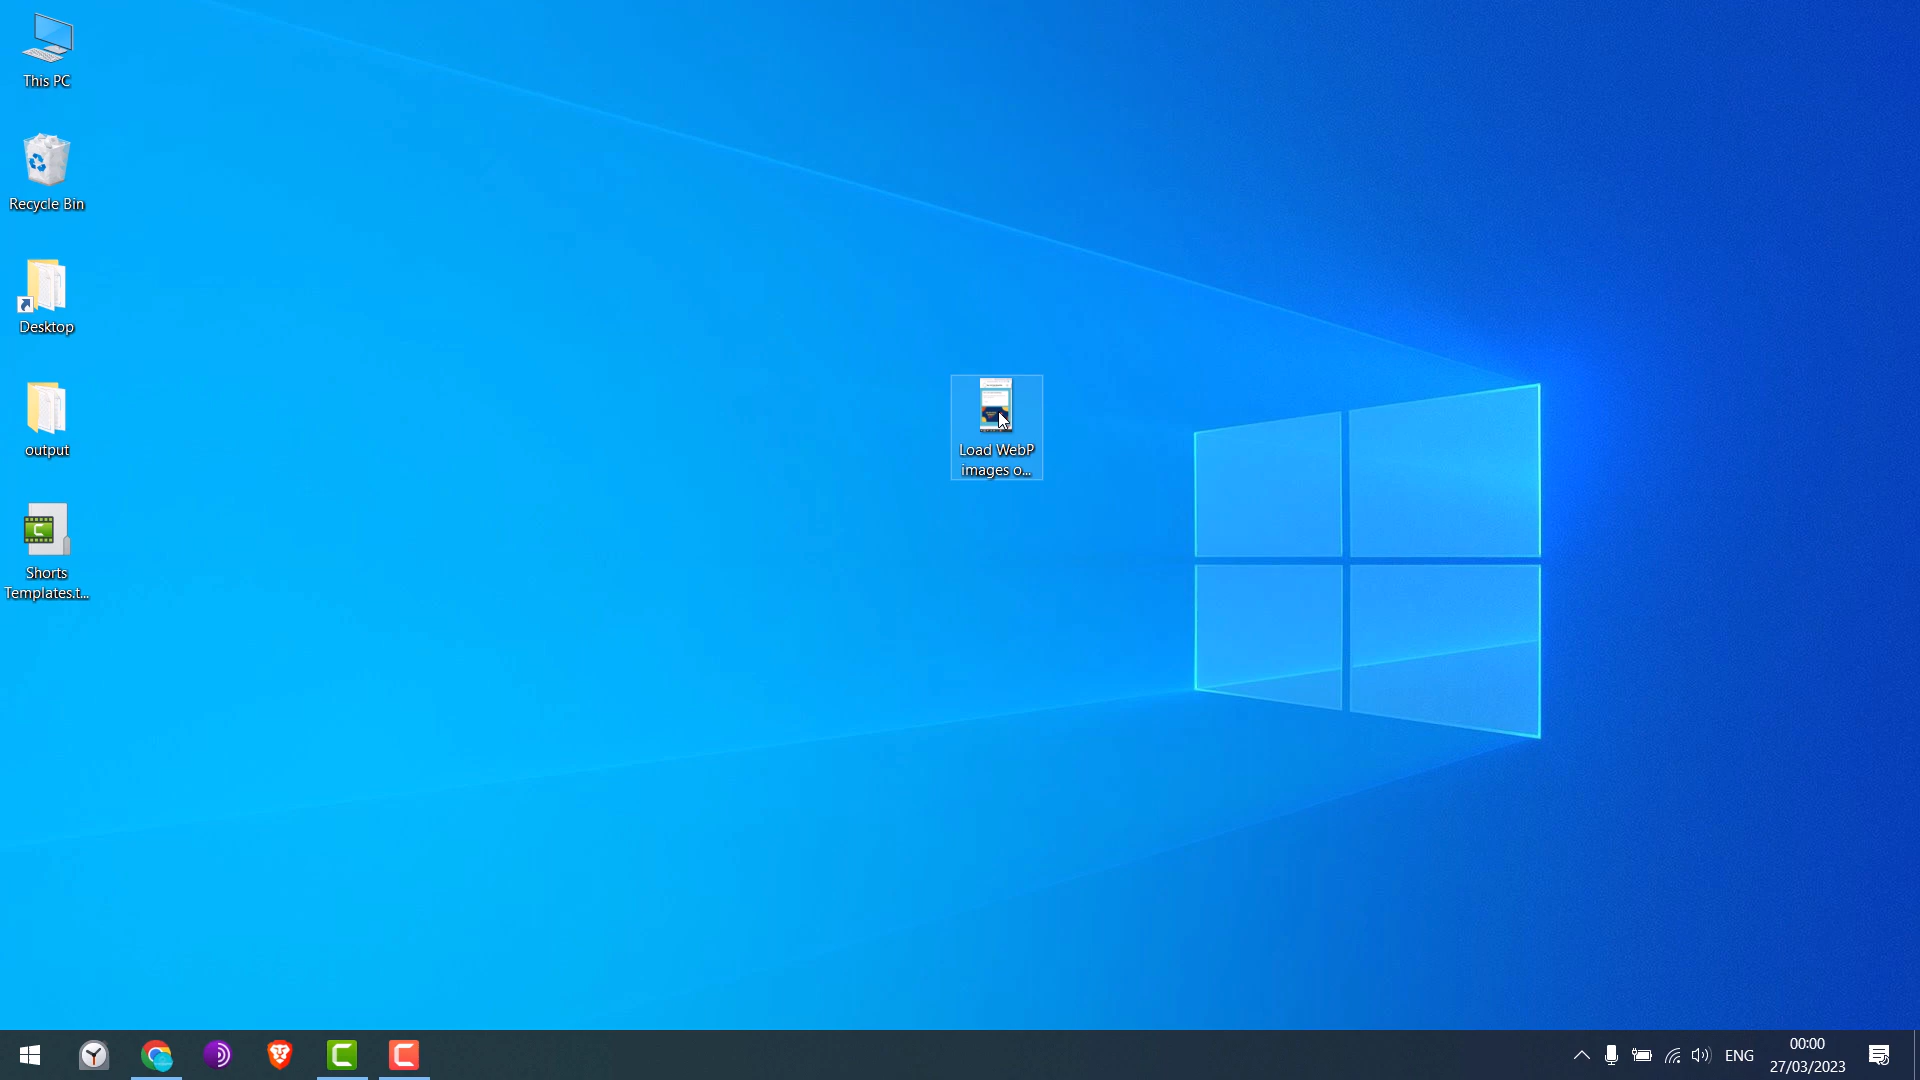 This PC
Recycle Bin
Desktop
output
Shorts
Templates.t...
Load WebP
images o...
ENG
00:00
27/03/2023